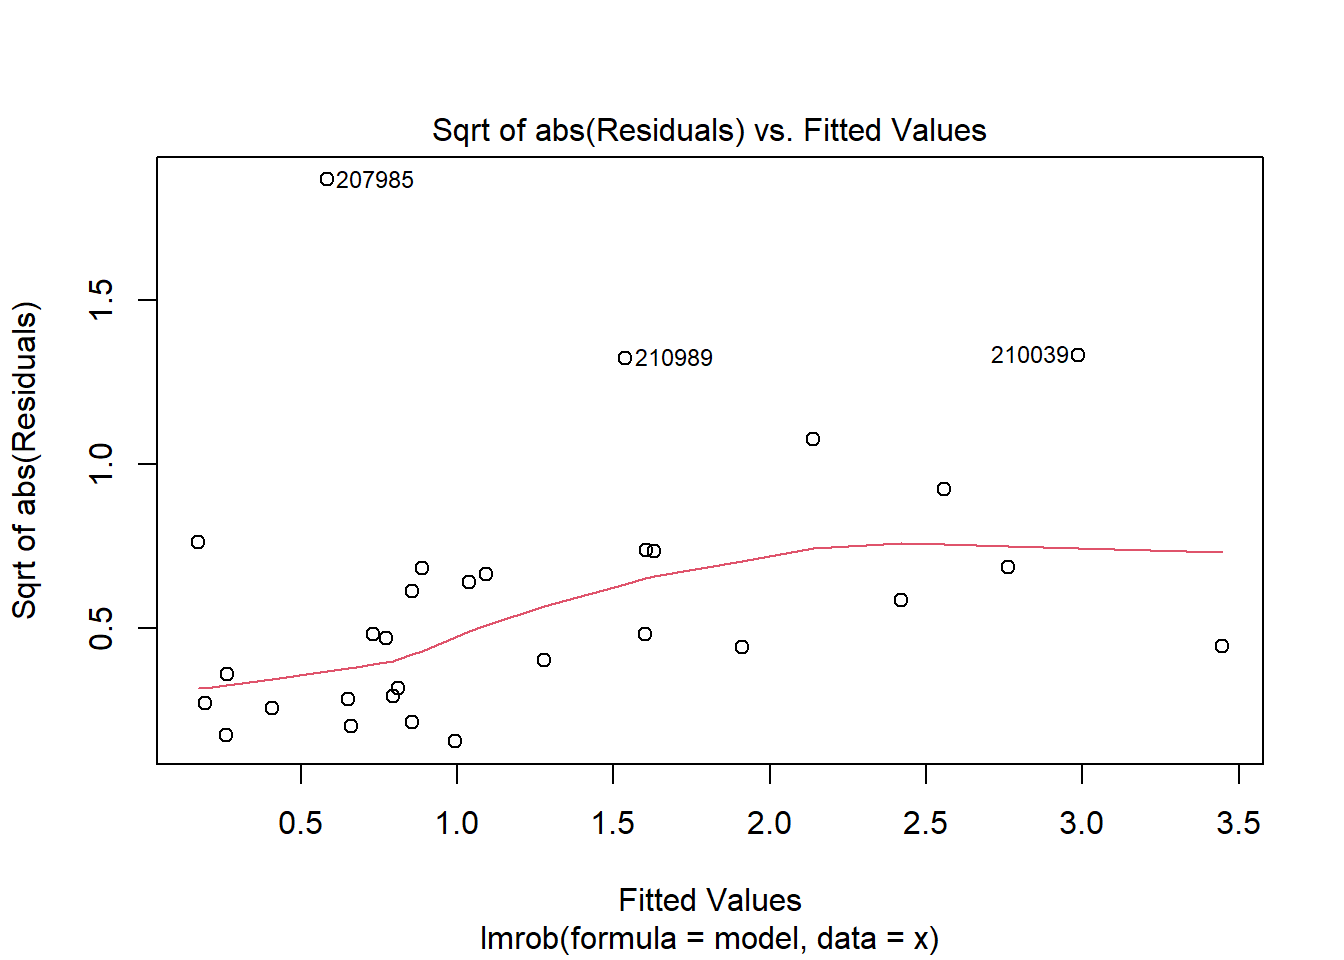 Sqrt of abs(Residuals) vs. Fitted Values
207985
210989
210039
Sqrt of abs(Residuals)
1.5
1.0
0.5
0.5 1.0 1.5 2.0 2.5 3.0 3.5
Fitted Values
lmrob(formula = model, data = x)